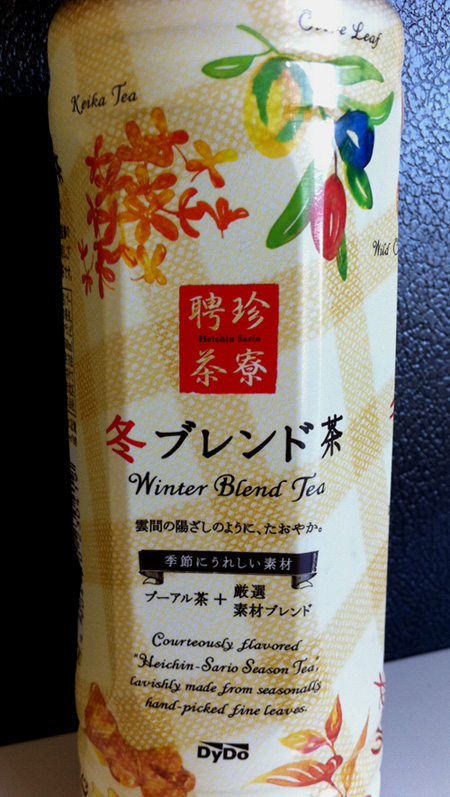 Leaf
Keika Tea
Wild
聘珍
Heichin Sario
茶寮
冬ブレンド茶
Winter Blend Tea
雲間の陽ざしのように、たおやか。
季節にうれしい素材
プーアル茶＋厳選素材ブレンド
Courteously flavored
"Heichin-Sario Season Tea",
lavishly made from seasonally
hand-picked fine leaves.
DyDo